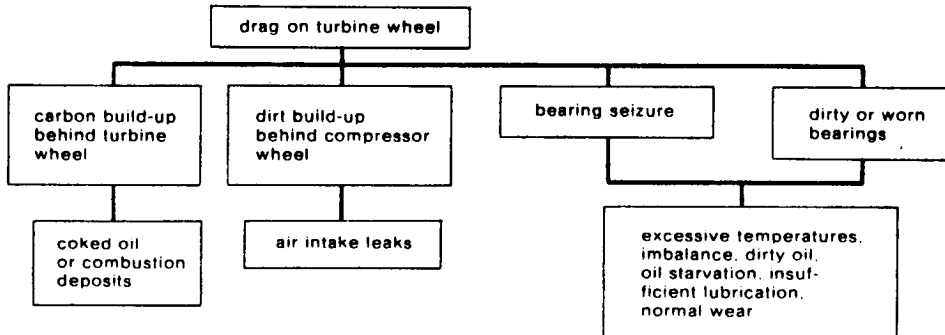 drag on turbine wheel
carbon build-up
behind turbine
wheel
dirt build-up
behind compressor
wheel
bearing seizure
dirty or worn
bearings
coked oil
or combustion
deposits
air intake leaks
excessive temperatures,
imbalance, dirty oil,
oil starvation, insuf-
ficient lubrication,
normal wear